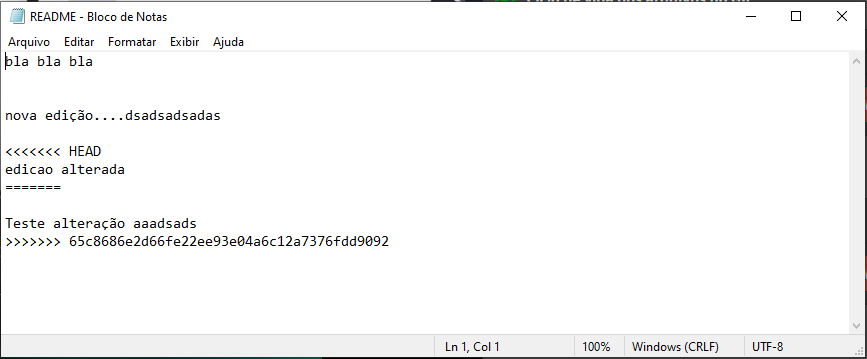 README - Bloco de Notas
Arquivo Editar Formatar Exibir Ajuda
bla bla bla
nova edição....dsadsadsadas
<<<<<<< HEAD
edicao alterada
=======
Teste alteração aaadsads
>>>>>>> 65c8686e2d66fe22ee93e04a6c12a7376fdd9092
Ln 1, Col 1 100% Windows (CRLF) UTF-8